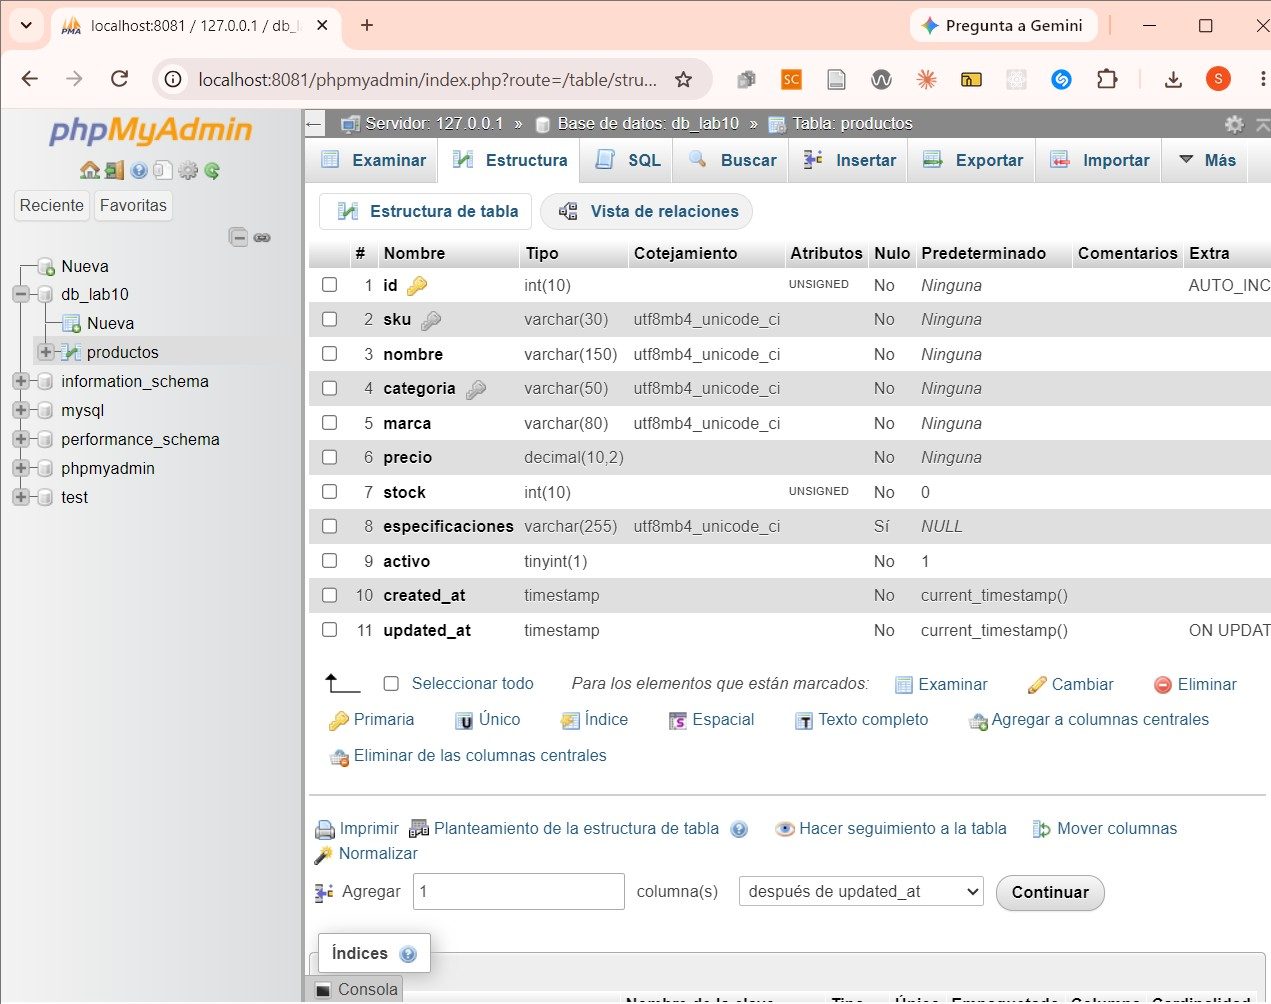 localhost:8081 / 127.0.0.1 / db_l
Pregunta a Gemini
localhost:8081/phpmyadmin/index.php?route=/table/stru...
SC
S
phpMyAdmin
Reciente Favoritas
Nueva
db_lab10
Nueva
productos
information_schema
mysql
performance_schema
phpmyadmin
test
Servidor: 127.0.0.1 » Base de datos: db_lab10 » Tabla: productos
Examinar Estructura SQL Buscar Insertar Exportar Importar Más
Estructura de tabla Vista de relaciones
# Nombre Tipo Cotejamiento Atributos Nulo Predeterminado Comentarios Extra
1 id int(10) UNSIGNED No Ninguna AUTO_INC
2 sku varchar(30) utf8mb4_unicode_ci No Ninguna
3 nombre varchar(150) utf8mb4_unicode_ci No Ninguna
4 categoria varchar(50) utf8mb4_unicode_ci No Ninguna
5 marca varchar(80) utf8mb4_unicode_ci No Ninguna
6 precio decimal(10,2) No Ninguna
7 stock int(10) UNSIGNED No 0
8 especificaciones varchar(255) utf8mb4_unicode_ci Sí NULL
9 activo tinyint(1) No 1
10 created_at timestamp No current_timestamp()
11 updated_at timestamp No current_timestamp() ON UPDAT
Seleccionar todo Para los elementos que están marcados: Examinar Cambiar Eliminar
Primaria Único Índice Espacial Texto completo Agregar a columnas centrales
Eliminar de las columnas centrales
Imprimir Planteamiento de la estructura de tabla Hacer seguimiento a la tabla Mover columnas
Normalizar
Agregar 1 columna(s) después de updated_at Continuar
Índices
Consola
Nombre de la clave Tipo Único Empaquetado Columna Cardinalidad